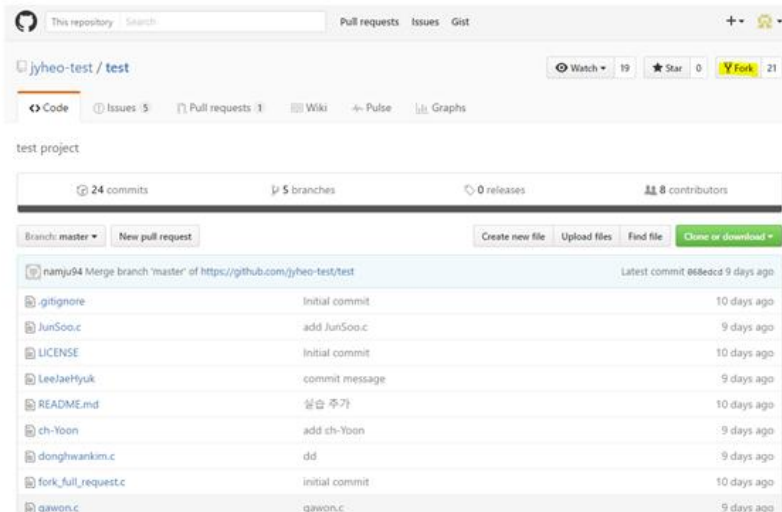 This repository Search Pull requests Issues Gist
jyheo-test / test Watch 19 Star 0 Fork 21
Code Issues 5 Pull requests 1 Wiki Pulse Graphs
test project
24 commits 5 branches 0 releases 8 contributors
Branch: master New pull request Create new file Upload files Find file Clone or download
namju94 Merge branch 'master' of https://github.com/jyheo-test/test Latest commit 068edcd 9 days ago
.gitignore Initial commit 10 days ago
JunSoo.c add JunSoo.c 9 days ago
LICENSE Initial commit 10 days ago
LeeJaeHyuk commit message 9 days ago
README.md 실습 추가 10 days ago
ch-Yoon add ch-Yoon 9 days ago
donghwankim.c dd 9 days ago
fork_full_request.c initial commit 10 days ago
gawon.c gawon.c 9 days ago